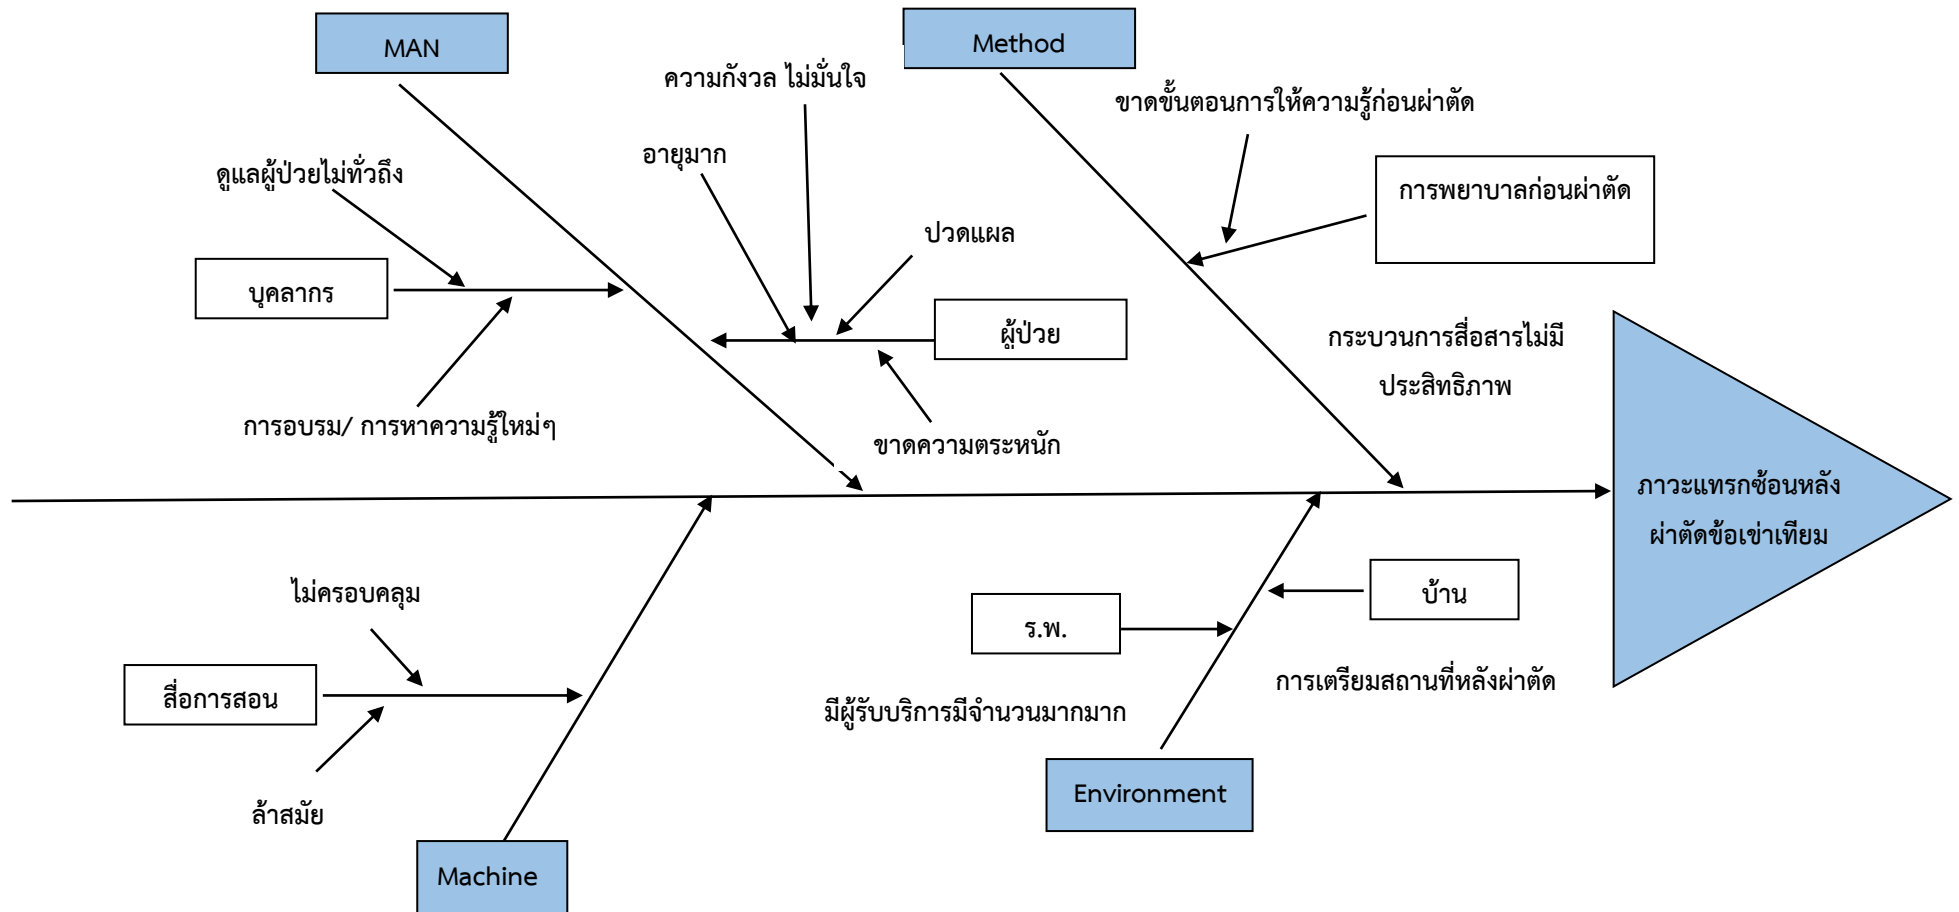 MAN
Method
ความกังวล ไม่มั่นใจ
ขาดขั้นตอนการให้ความรู้ก่อนผ่าตัด
อายุมาก
ดูแลผู้ป่วยไม่ทั่วถึง
การพยาบาลก่อนผ่าตัด
ปวดแผล
บุคลากร
ผู้ป่วย
กระบวนการสื่อสารไม่มี
ประสิทธิภาพ
การอบรม/ การหาความรู้ใหม่ๆ
ขาดความตระหนัก
ภาวะแทรกซ้อนหลัง
ผ่าตัดข้อเข่าเทียม
ไม่ครอบคลุม
บ้าน
ร.พ.
สื่อการสอน
การเตรียมสถานที่หลังผ่าตัด
มีผู้รับบริการมีจำนวนมากมาก
Environment
ล้าสมัย
Machine